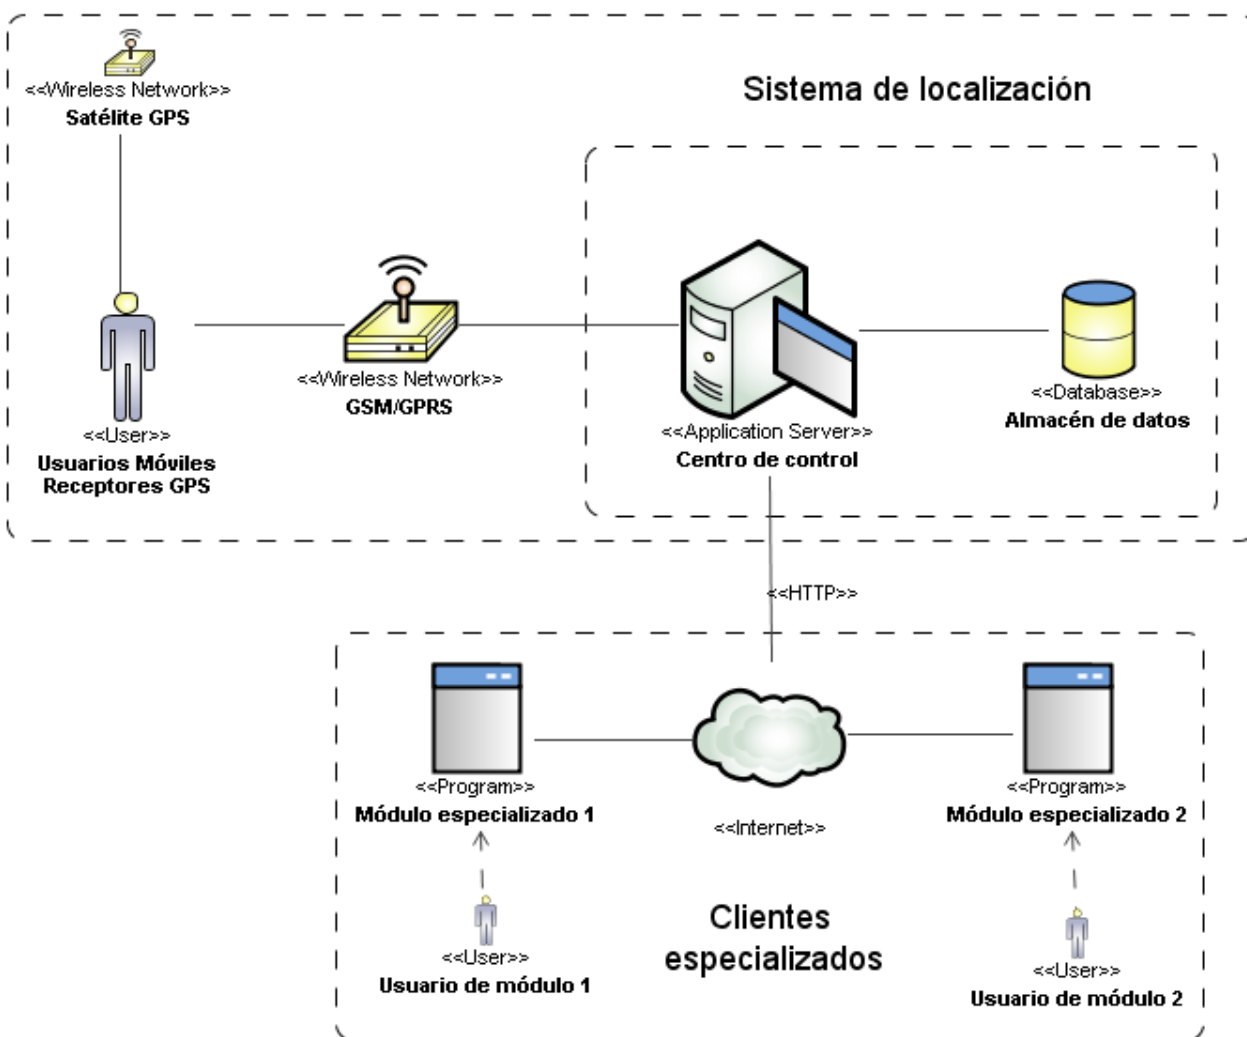 <<Wireless Network>>
Satélite GPS
Sistema de localización
<<Wireless Network>>
GSM/GPRS
<<User>>
Usuarios Móviles
Receptores GPS
<<Application Server>>
Centro de control
<<Database>>
Almacén de datos
<<HTTP>>
<<Program>>
Módulo especializado 1
<<Internet>>
<<Program>>
Módulo especializado 2
Clientes
especializados
<<User>>
Usuario de módulo 1
<<User>>
Usuario de módulo 2